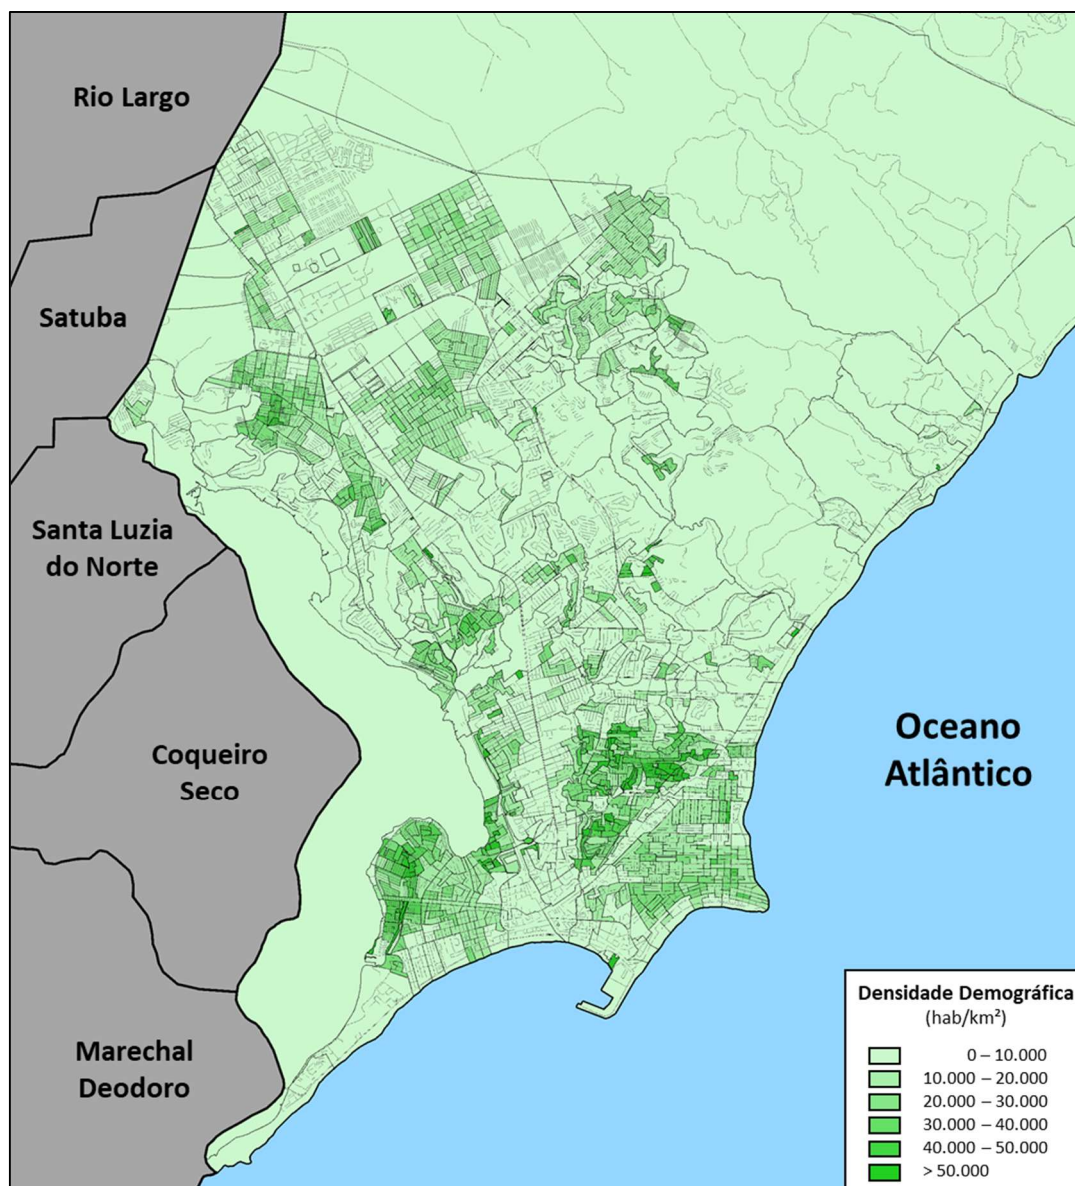 Rio Largo
Satuba
Santa Luzia
do Norte
Coqueiro
Seco
Oceano
Atlântico
Marechal
Deodoro
Densidade Demográfica
(hab/km²)
0 – 10.000
10.000 – 20.000
20.000 – 30.000
30.000 – 40.000
40.000 – 50.000
> 50.000